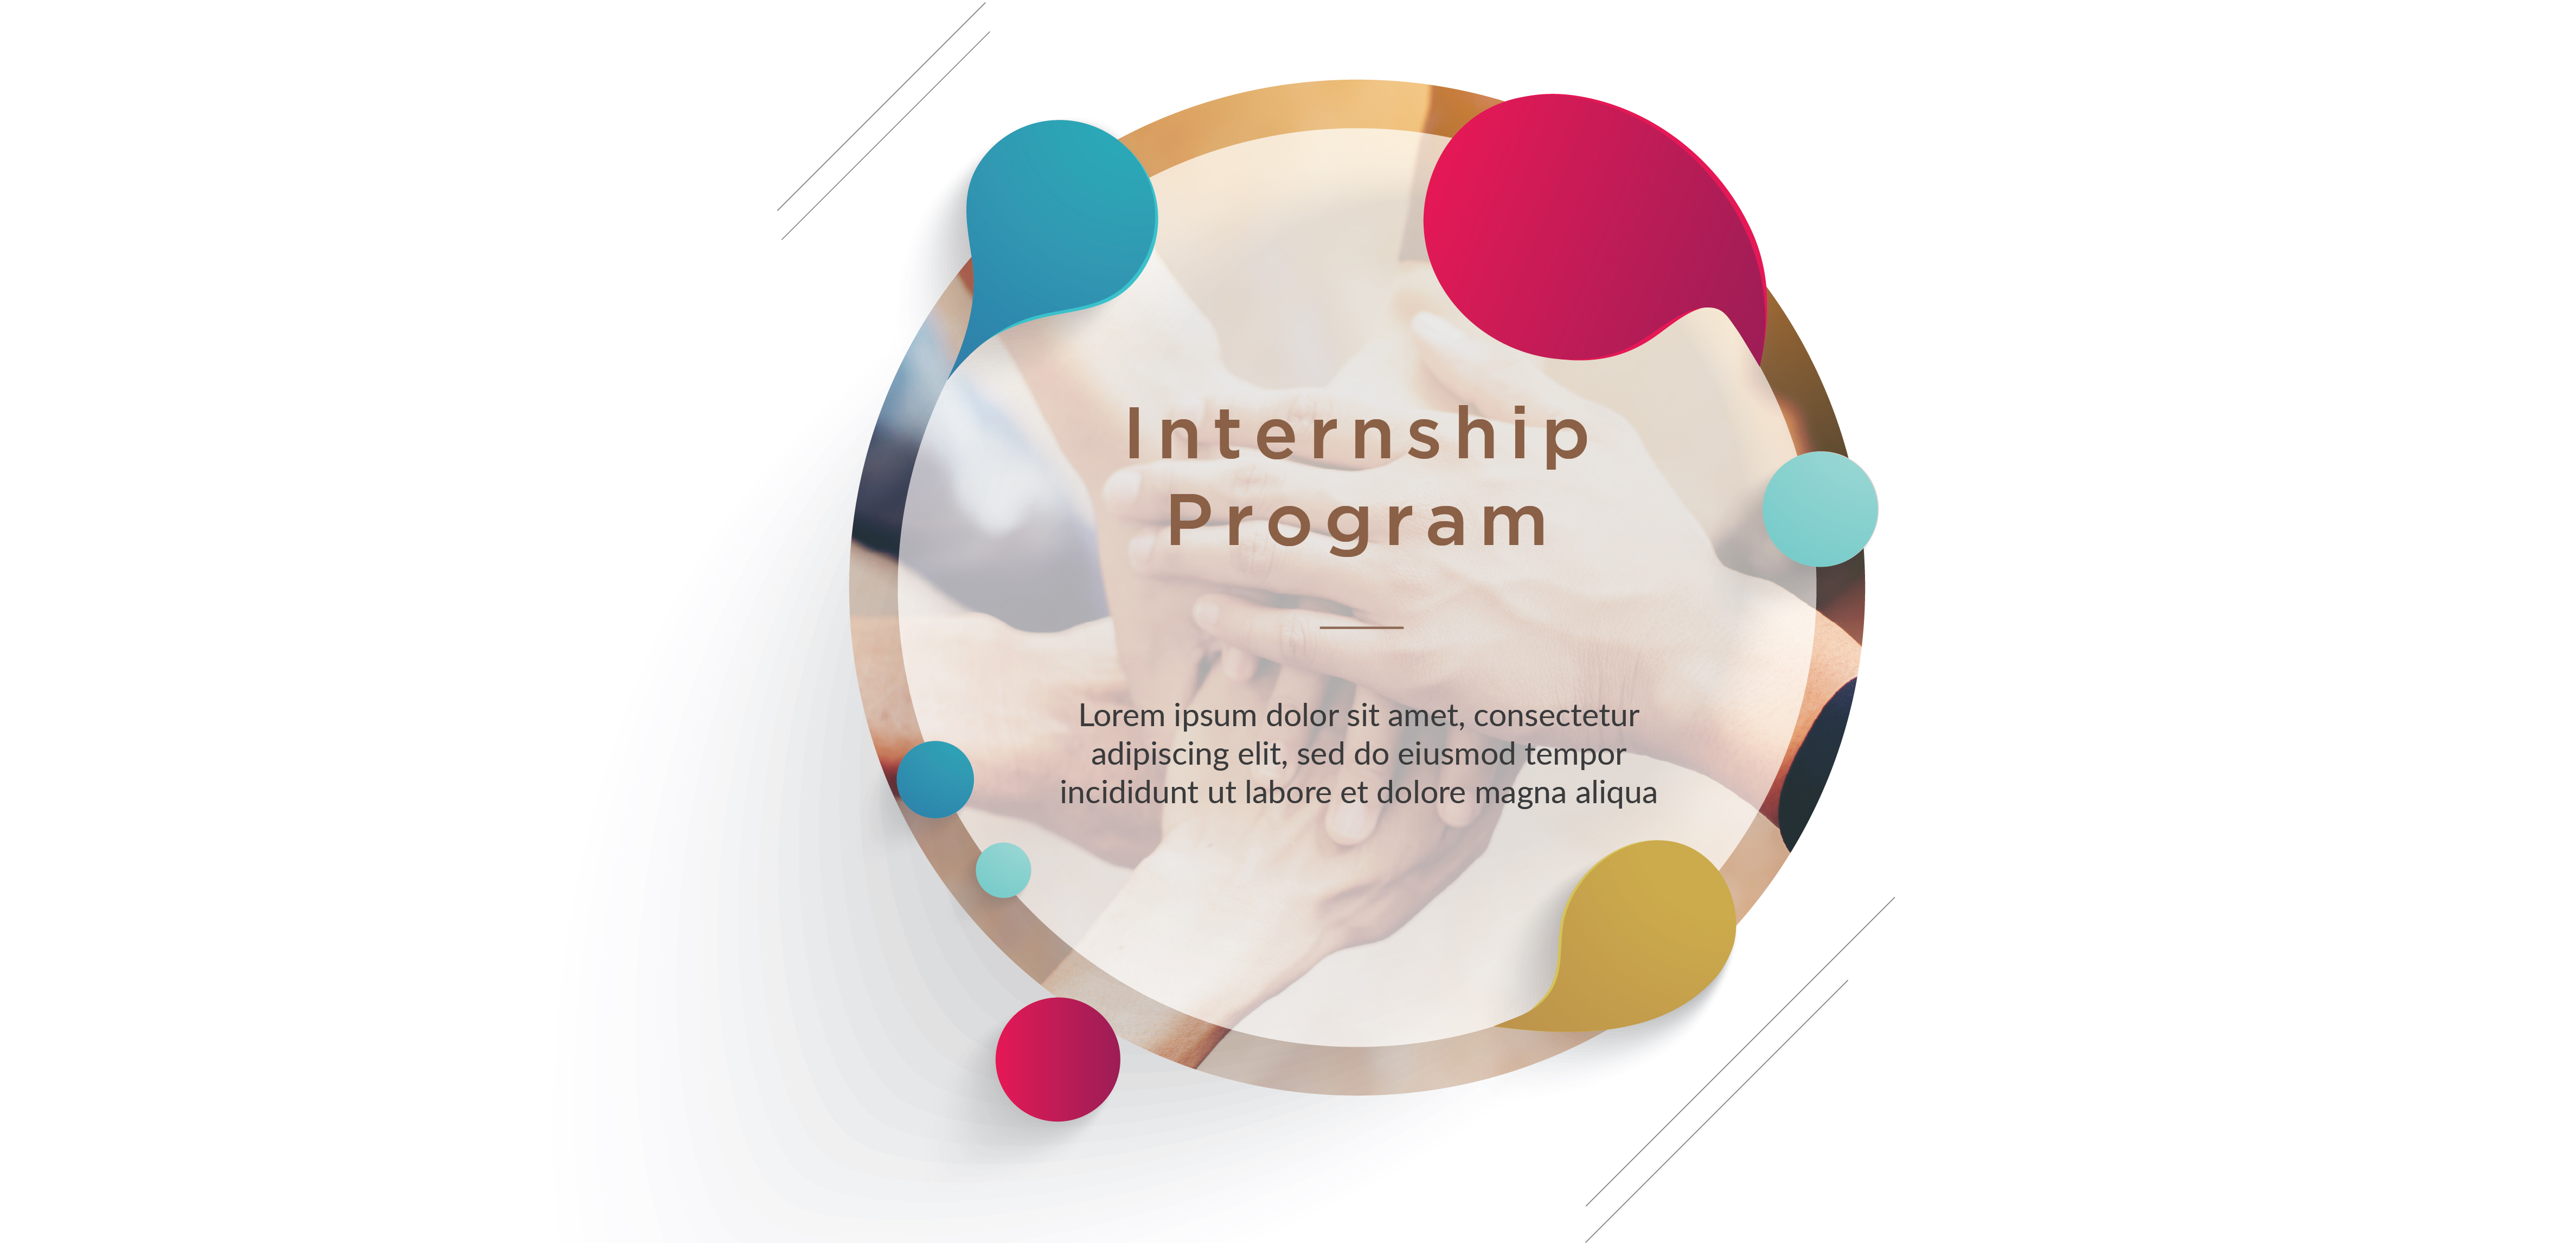 Internship
Program
Lorem ipsum dolor sit amet, consectetur
adipiscing elit, sed do eiusmod tempor
incididunt ut labore et dolore magna aliqua